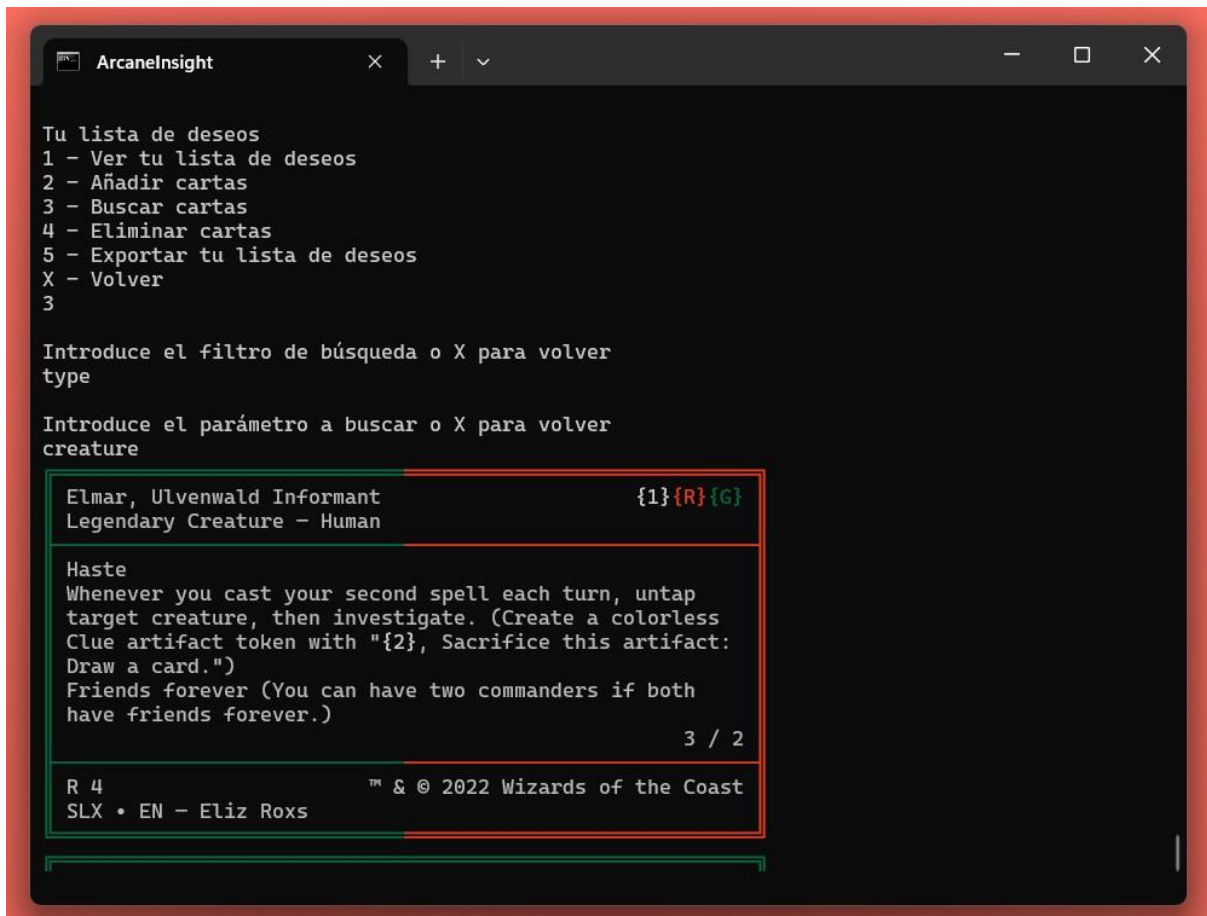 ArcaneInsight
Tu lista de deseos
1 – Ver tu lista de deseos
2 – Añadir cartas
3 – Buscar cartas
4 – Eliminar cartas
5 – Exportar tu lista de deseos
X – Volver
3
Introduce el filtro de búsqueda o X para volver
type
Introduce el parámetro a buscar o X para volver
creature
Elmar, Ulvenwald Informant {1}{R}{G}
Legendary Creature — Human
Haste
Whenever you cast your second spell each turn, untap
target creature, then investigate. (Create a colorless
Clue artifact token with "{2}, Sacrifice this artifact:
Draw a card.")
Friends forever (You can have two commanders if both
have friends forever.)
3 / 2
R 4 ™ & © 2022 Wizards of the Coast
SLX • EN — Eliz Roxs